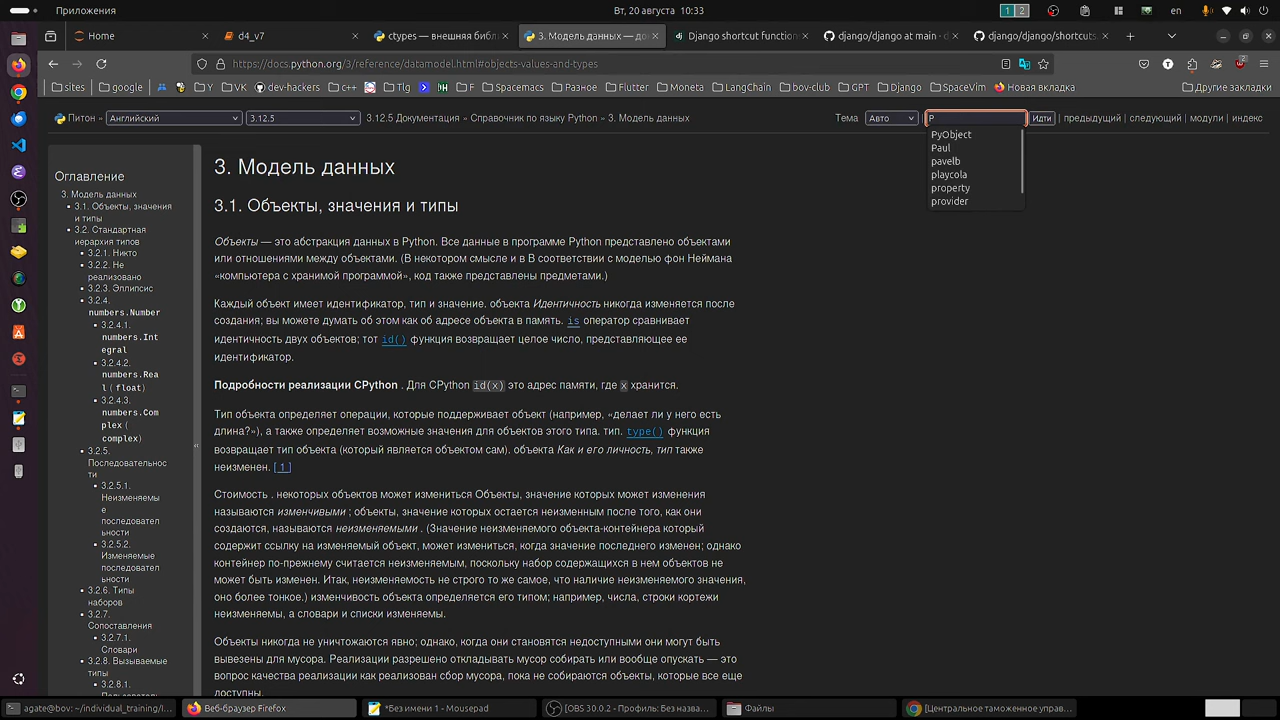 Приложения
Вт, 20 августа 10:33
1 2
en
Home
d4_v7
ctypes — внешняя библ
3. Модель данных — до
Django shortcut function
django/django at main · d
django/shortcuts
https://docs.python.org/3/reference/datamodel.html#objects-values-and-types
sites
google
Y
VK
dev-hackers
c++
Tlg
F
Spacemacs
Разное
Flutter
Moneta
LangChain
bov-club
GPT
Django
SpaceVim
Новая вкладка
Другие закладки
Питон »
Английский
3.12.5
3.12.5 Документация » Справочник по языку Python » 3. Модель данных
Тема
Авто
P
Идти
| предыдущий | следующий | модули | индекс
PyObject
Paul
pavelb
playcola
property
provider
Оглавление
3. Модель данных
3.1. Объекты, значения
и типы
3.2. Стандартная
иерархия типов
3.2.1. Никто
3.2.2. Не
реализовано
3.2.3. Эллипсис
3.2.4.
numbers.Number
3.2.4.1.
numbers.Int
egral
3.2.4.2.
numbers.Rea
l ( float)
3.2.4.3.
numbers.Com
plex (
complex)
3.2.5.
Последовательнос
ти
3.2.5.1.
Неизменяемы
е
последовател
ьности
3.2.5.2.
Изменяемые
последовател
ьности
3.2.6. Типы
наборов
3.2.7.
Сопоставления
3.2.7.1.
Словари
3.2.8. Вызываемые
типы
3.2.8.1.
3. Модель данных
3.1. Объекты, значения и типы
Объекты — это абстракция данных в Python. Все данные в программе Python представлено объектами
или отношениями между объектами. (В некотором смысле и в В соответствии с моделью фон Неймана
«компьютера с хранимой программой», код также представлены предметами.)
Каждый объект имеет идентификатор, тип и значение. объекта Идентичность никогда изменяется после
создания; вы можете думать об этом как об адресе объекта в память. is оператор сравнивает
идентичность двух объектов; тот id() функция возвращает целое число, представляющее ее
идентификатор.
Подробности реализации CPython . Для CPython id(x) это адрес памяти, где x хранится.
Тип объекта определяет операции, которые поддерживает объект (например, «делает ли у него есть
длина?»), а также определяет возможные значения для объектов этого типа. тип. type() функция
возвращает тип объекта (который является объектом сам). объекта Как и его личность, тип также
неизменен. [ 1 ]
Стоимость . некоторых объектов может измениться Объекты, значение которых может изменения
называются изменчивыми ; объекты, значение которых остается неизменным после того, как они
создаются, называются неизменяемыми . (Значение неизменяемого объекта-контейнера который
содержит ссылку на изменяемый объект, может измениться, когда значение последнего изменен; однако
контейнер по-прежнему считается неизменяемым, поскольку набор содержащихся в нем объектов не
может быть изменен. Итак, неизменяемость не строго то же самое, что наличие неизменяемого значения,
оно более тонкое.) изменчивость объекта определяется его типом; например, числа, строки кортежи
неизменяемы, а словари и списки изменяемы.
Объекты никогда не уничтожаются явно; однако, когда они становятся недоступными они могут быть
вывезены для мусора. Реализации разрешено откладывать мусор собирать или вообще опускать — это
вопрос качества реализации как реализован сбор мусора, пока не собираются объекты, которые все еще
доступны.
agate@bov: ~/individual_training/l...
Веб-браузер Firefox
*Без имени 1 - Mousepad
[OBS 30.0.2 - Профиль: Без назва...
Файлы
[Центральное таможенное управ...